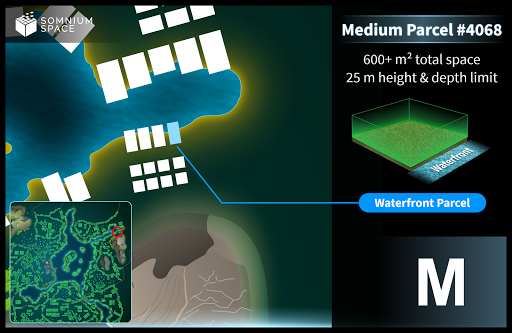 SOMNIUM
SPACE
Medium Parcel #4068
600+ m² total space
25 m height & depth limit
Waterfront
Waterfront Parcel
M